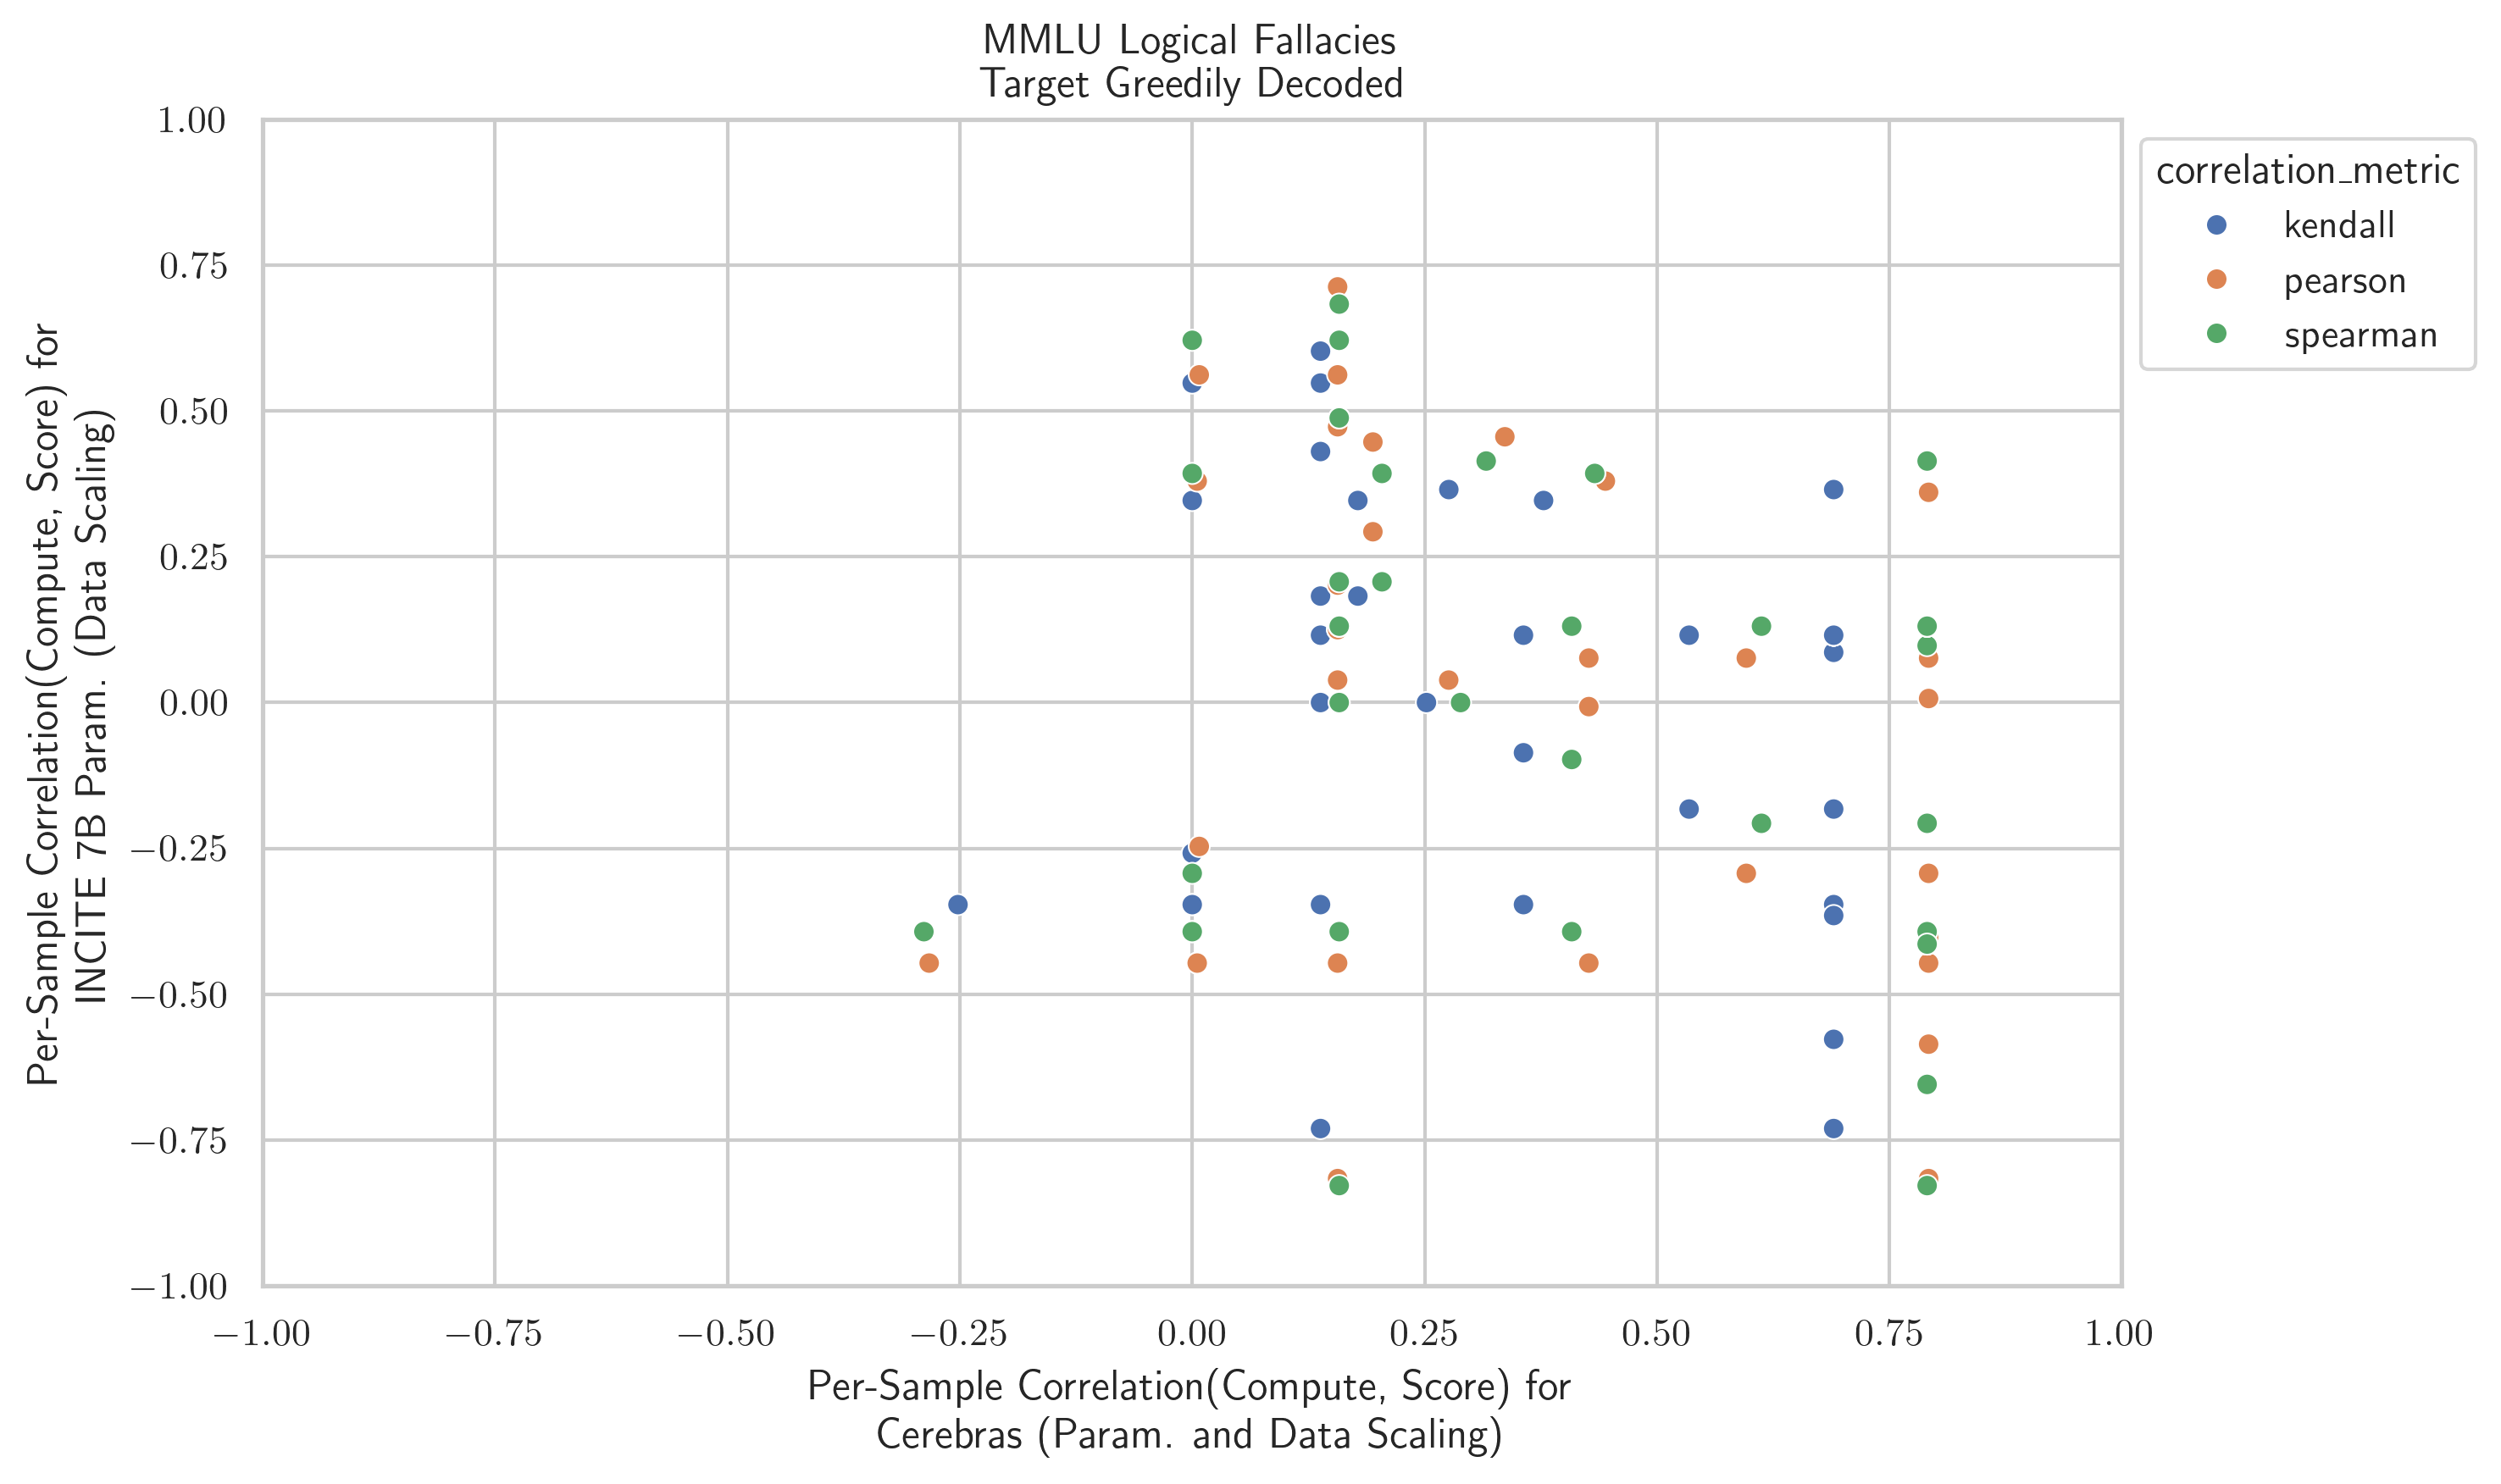 MMLU Logical Fallacies
Target Greedily Decoded
Per-Sample Correlation(Compute, Score) for
INCITE 7B Param. (Data Scaling)
1.00
0.75
0.50
0.25
0.00
−0.25
−0.50
−0.75
−1.00
−1.00
−0.75
−0.50
−0.25
0.00
0.25
0.50
0.75
1.00
Per-Sample Correlation(Compute, Score) for
Cerebras (Param. and Data Scaling)
correlation_metric
kendall
pearson
spearman